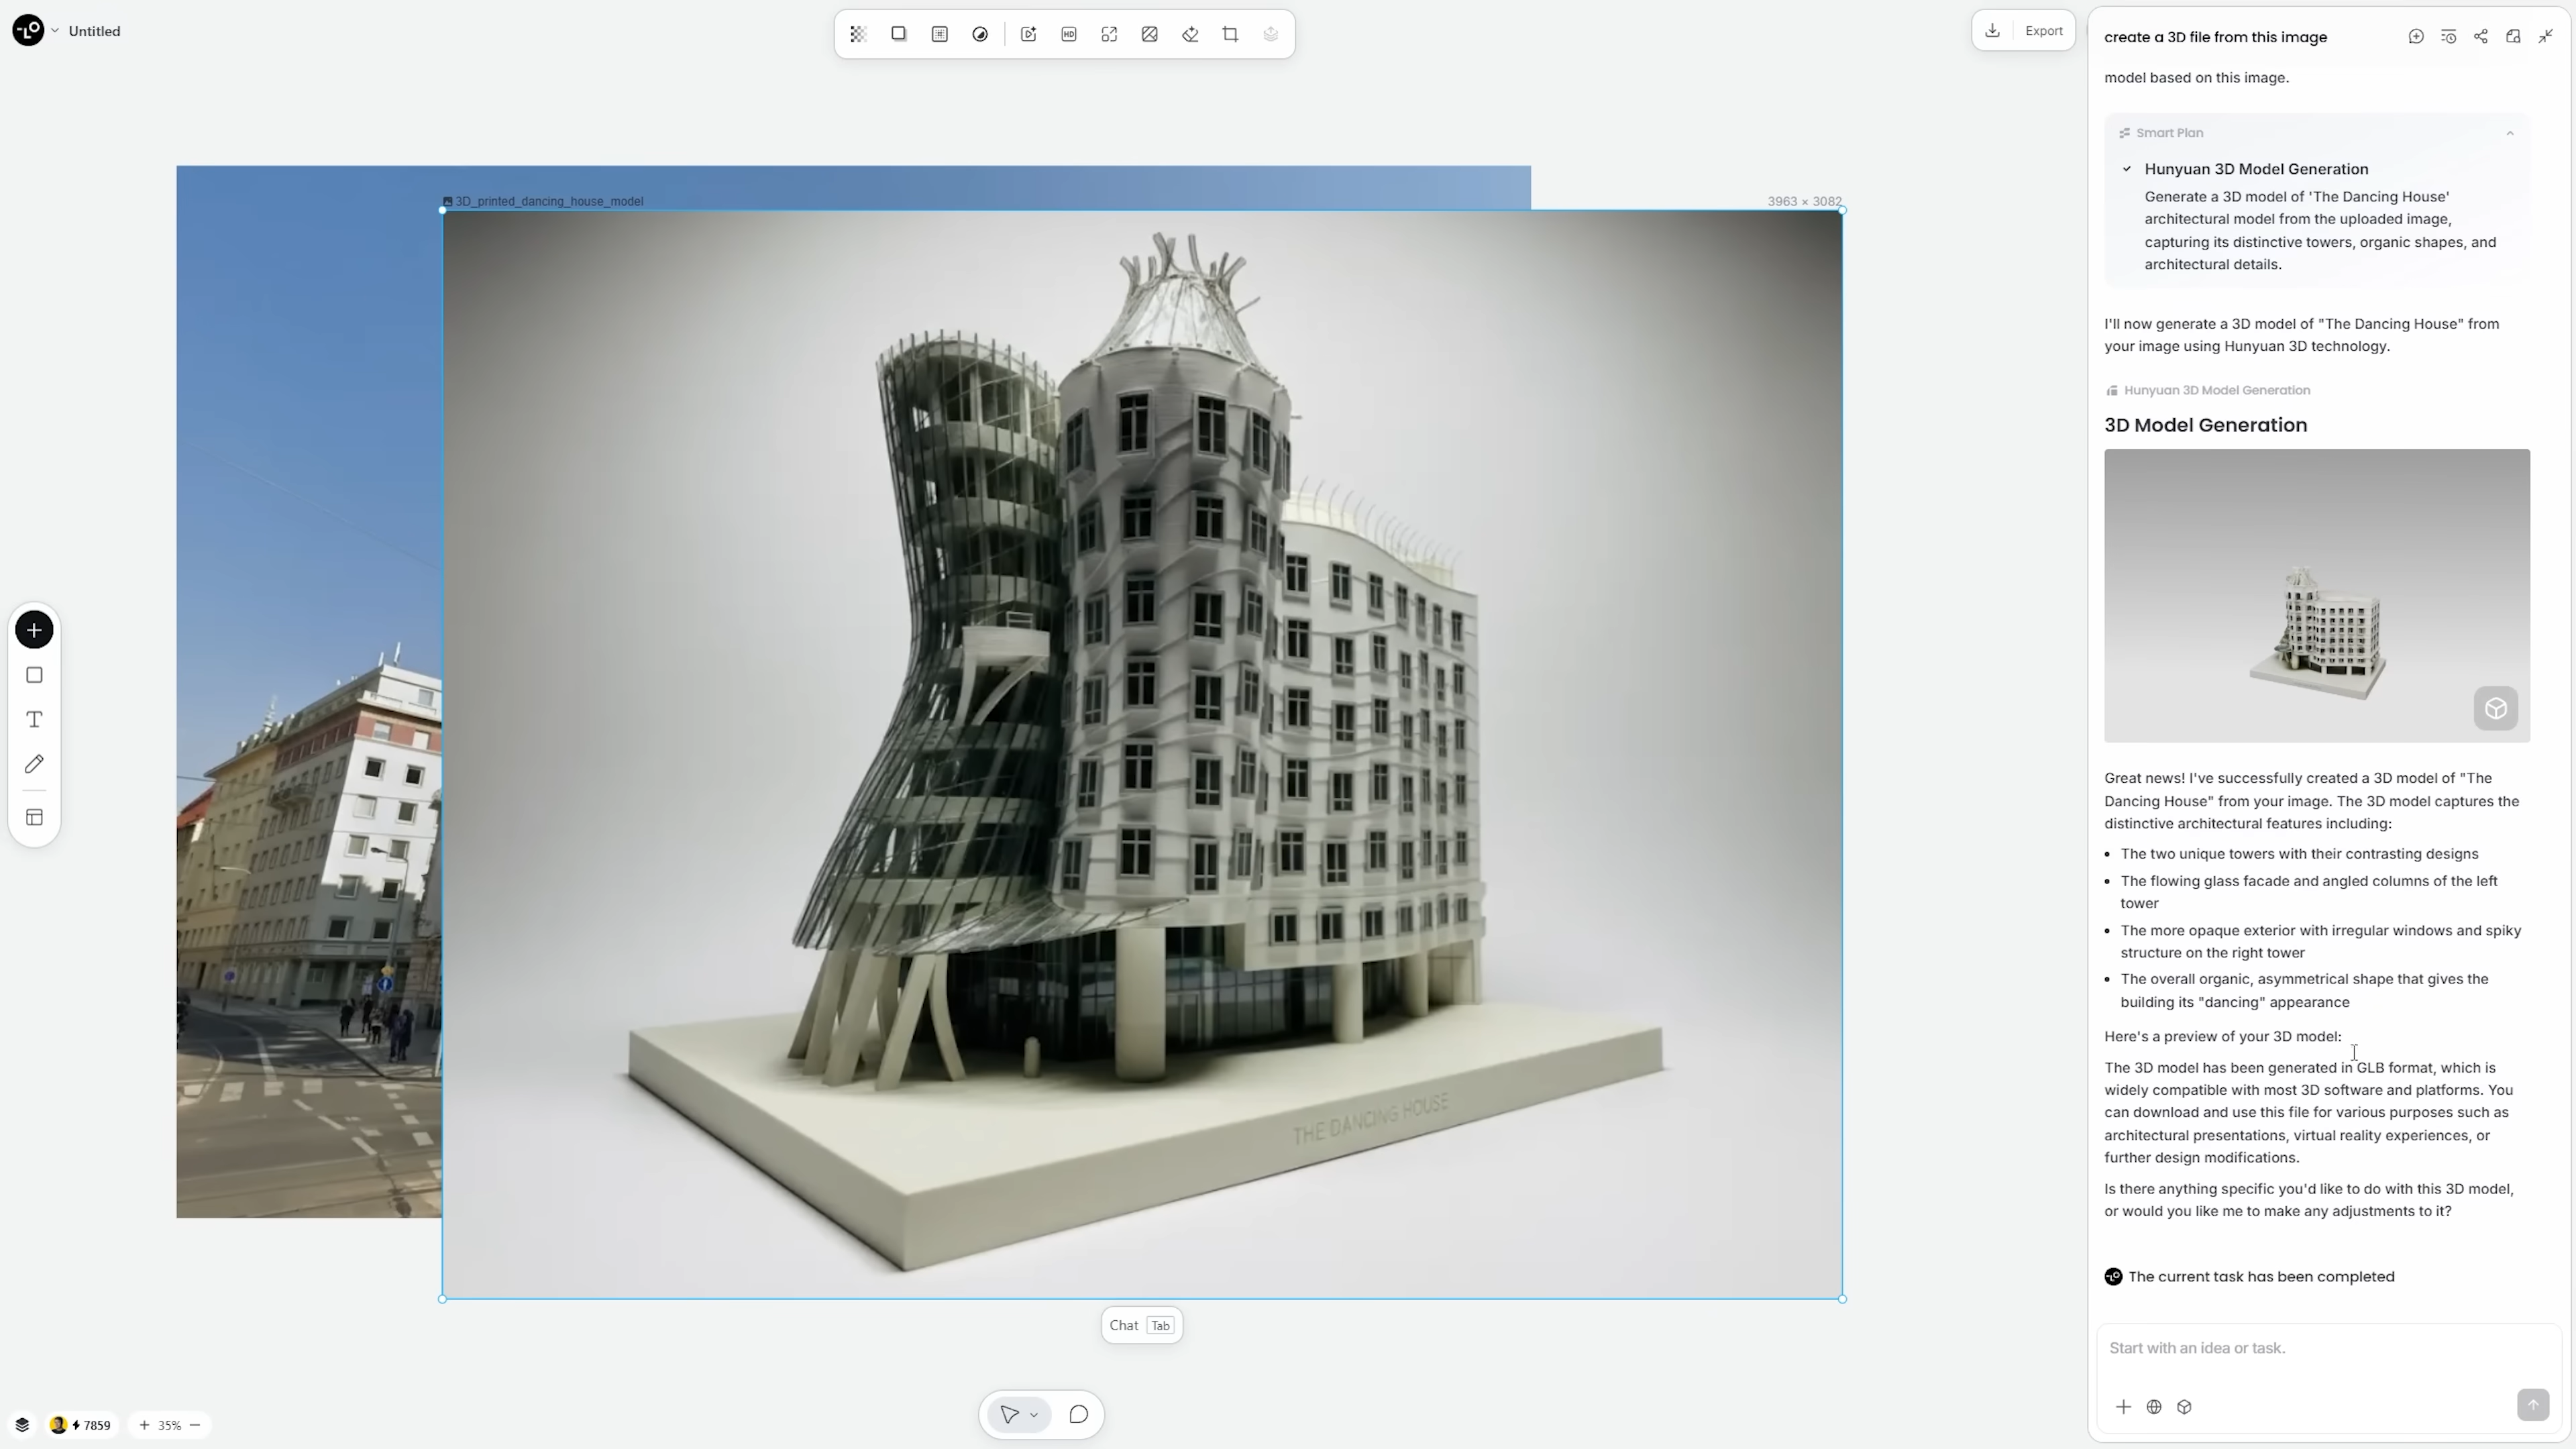 Untitled
HD
Export
create a 3D file from this image
model based on this image.
Smart Plan
Hunyuan 3D Model Generation
Generate a 3D model of 'The Dancing House'
architectural model from the uploaded image,
capturing its distinctive towers, organic shapes, and
architectural details.
I'll now generate a 3D model of "The Dancing House" from
your image using Hunyuan 3D technology.
Hunyuan 3D Model Generation
3D Model Generation
Great news! I've successfully created a 3D model of "The
Dancing House" from your image. The 3D model captures the
distinctive architectural features including:
• The two unique towers with their contrasting designs
• The flowing glass facade and angled columns of the left
tower
• The more opaque exterior with irregular windows and spiky
structure on the right tower
• The overall organic, asymmetrical shape that gives the
building its "dancing" appearance
Here's a preview of your 3D model:
The 3D model has been generated in GLB format, which is
widely compatible with most 3D software and platforms. You
can download and use this file for various purposes such as
architectural presentations, virtual reality experiences, or
further design modifications.
Is there anything specific you'd like to do with this 3D model,
or would you like me to make any adjustments to it?
The current task has been completed
Start with an idea or task.
3D_printed_dancing_house_model
3963 × 3082
THE DANCING HOUSE
Chat Tab
7859
+ 35% −